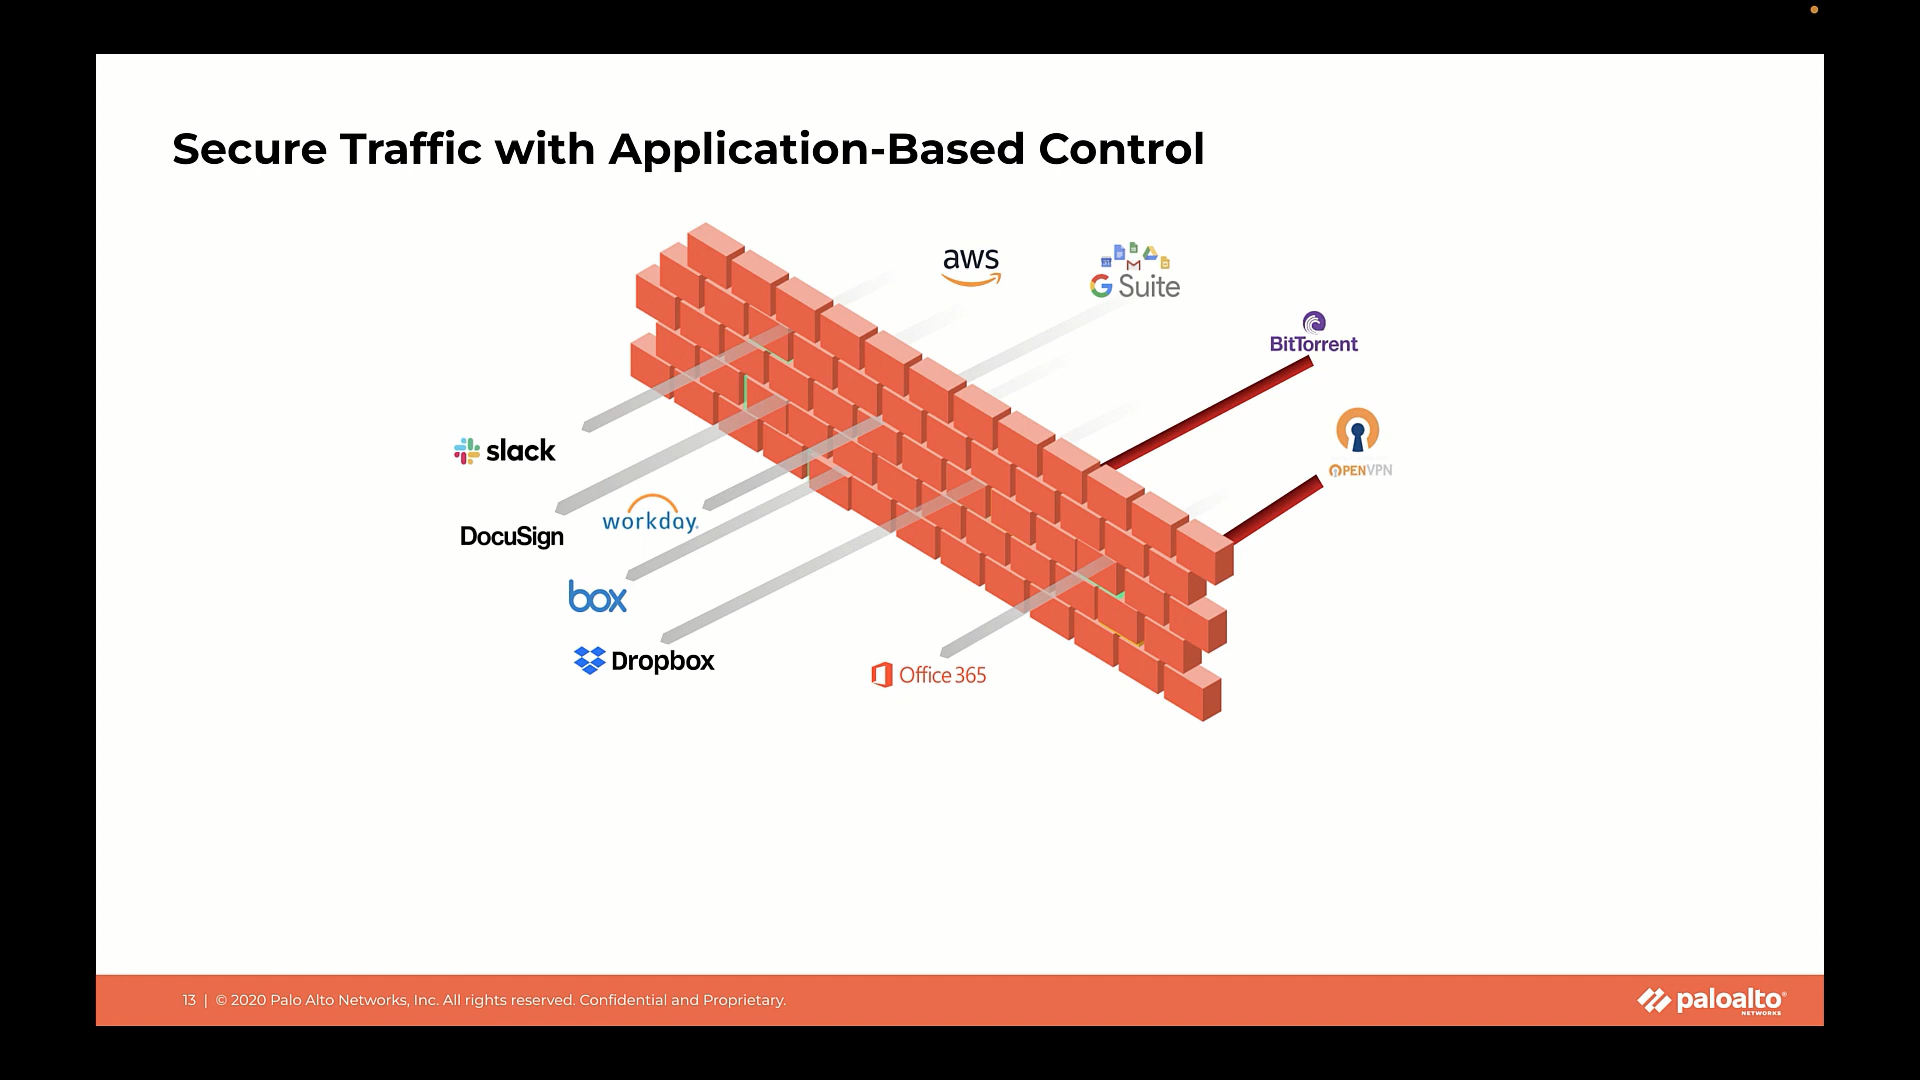 Secure Traffic with Application-Based Control
aws
G Suite
BitTorrent
OPENVPN
slack
workday.
DocuSign
box
Dropbox
Office 365
13 | © 2020 Palo Alto Networks, Inc. All rights reserved. Confidential and Proprietary.
paloalto®
NETWORKS